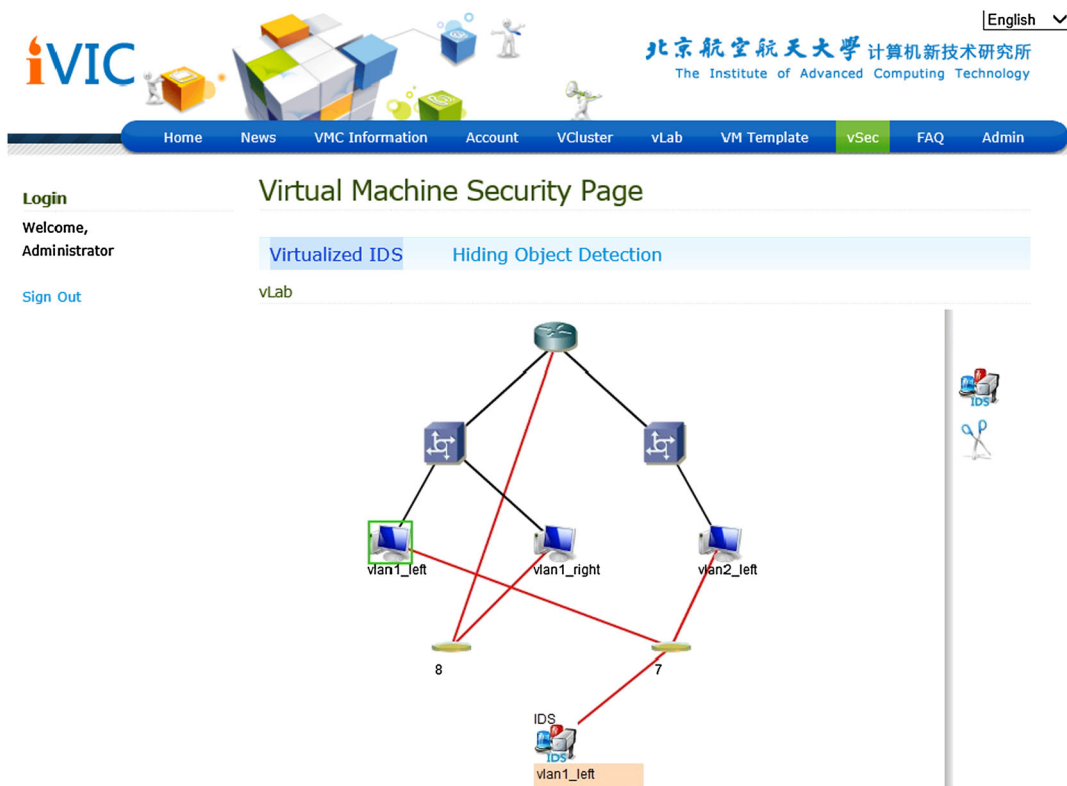 English
iVIC
北京航空航天大學 计算机新技术研究所
The Institute of Advanced Computing Technology
Home News VMC Information Account VCluster vLab VM Template vSec FAQ Admin
Login
Welcome,
Administrator
Sign Out
Virtual Machine Security Page
Virtualized IDS Hiding Object Detection
vLab
IDS
vlan1_left vlan1_right vlan2_left
8 7
IDS
IDS
vlan1_left